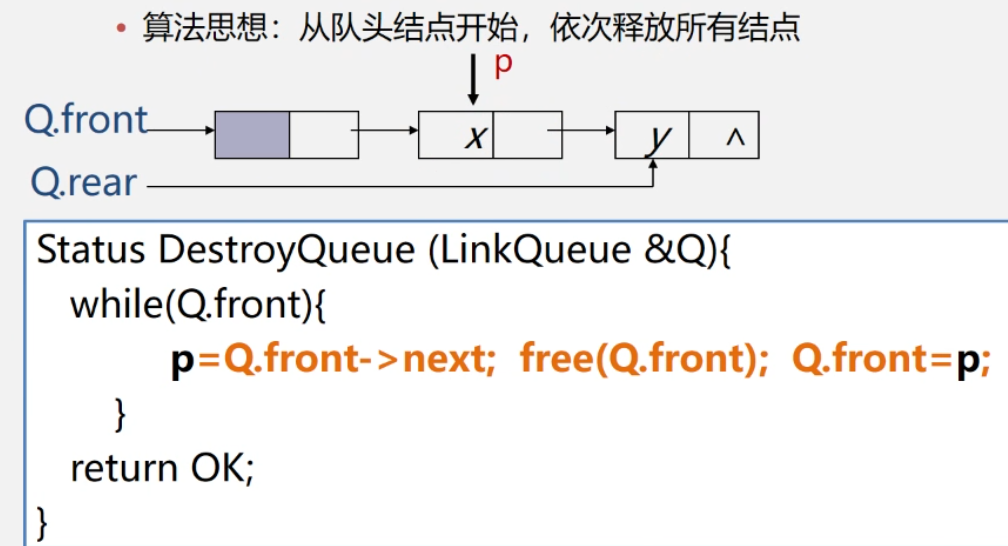 • 算法思想：从队头结点开始，依次释放所有结点
p
Q.front
x
y ^
Q.rear
Status DestroyQueue (LinkQueue &Q){
while(Q.front){
p=Q.front->next; free(Q.front); Q.front=p;
}
return OK;
}